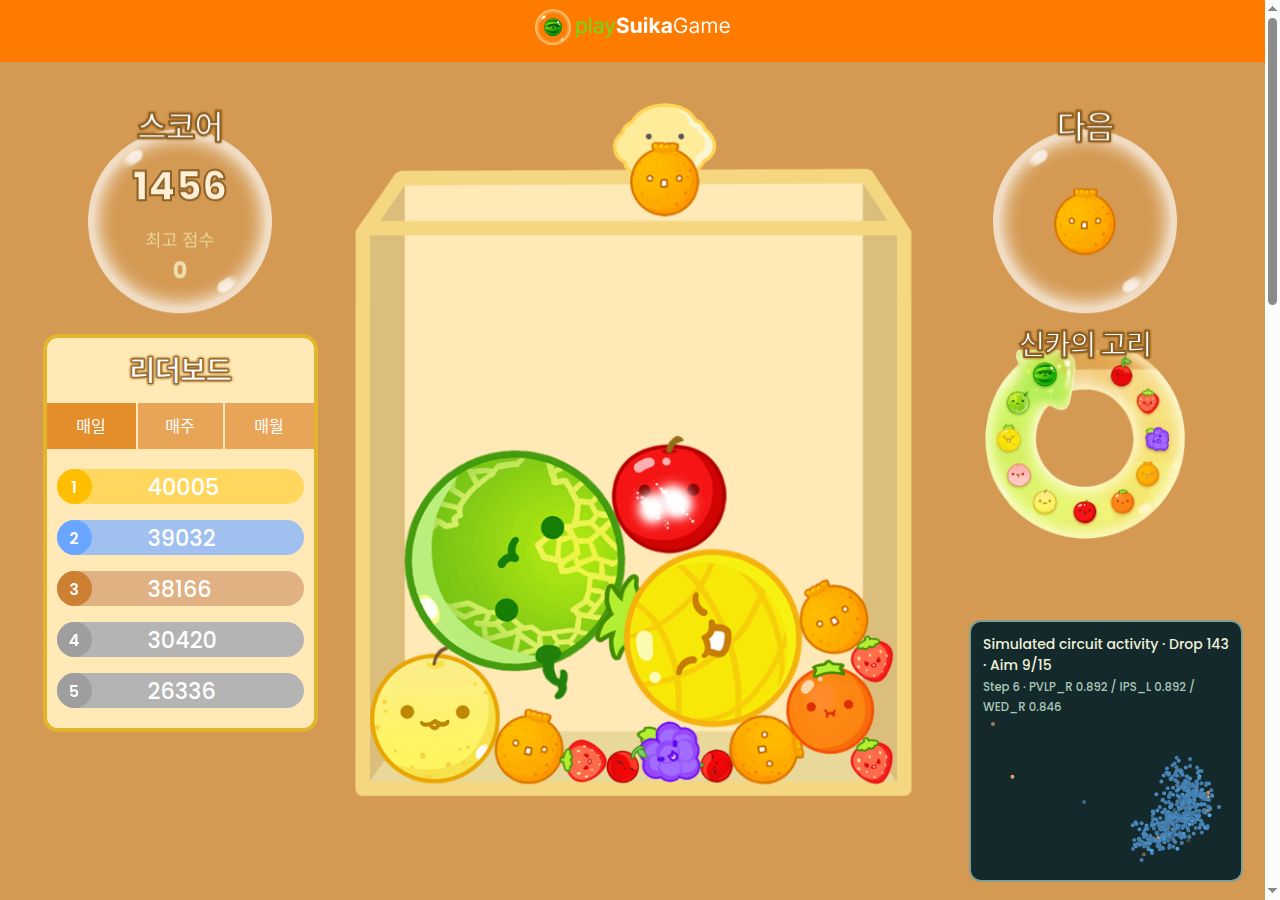 playSuikaGame
스코어
1456
최고 점수
0
리더보드
매일
매주
매월
1
40005
2
39032
3
38166
4
30420
5
26336
다음
신카의 고리
Simulated circuit activity · Drop 143
· Aim 9/15
Step 6 · PVLP_R 0.892 / IPS_L 0.892 /
WED_R 0.846